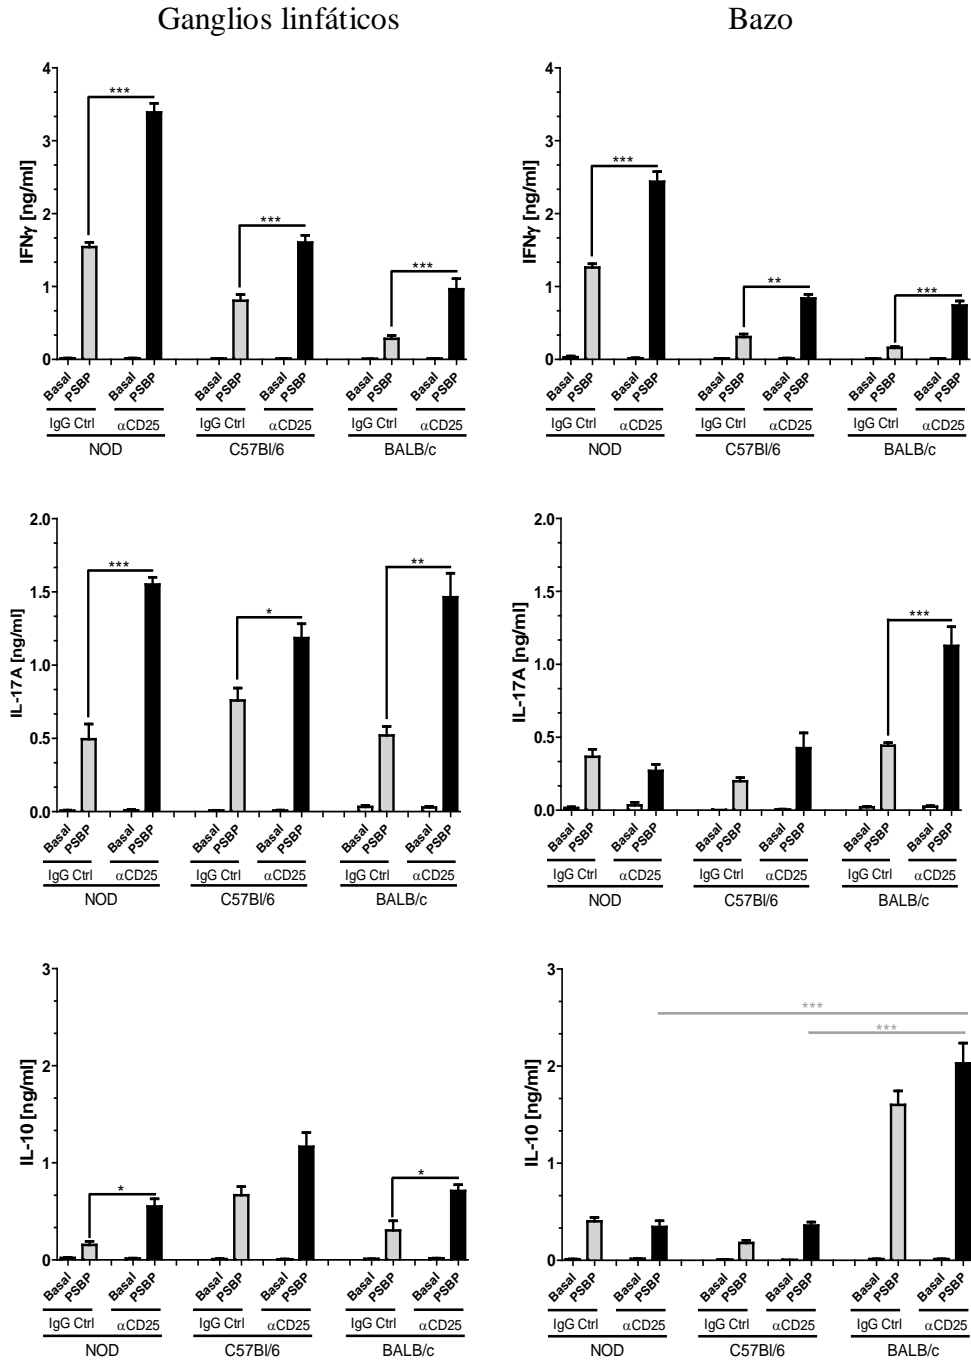 Ganglios linfáticos
Bazo
IFNγ [ng/ml]
4
3
2
1
0
***
***
***
Basal PSBP Basal PSBP Basal PSBP Basal PSBP Basal PSBP Basal PSBP
IgG Ctrl αCD25 IgG Ctrl αCD25 IgG Ctrl αCD25
NOD C57Bl/6 BALB/c
IFNγ [ng/ml]
4
3
2
1
0
***
**
***
Basal PSBP Basal PSBP Basal PSBP Basal PSBP Basal PSBP Basal PSBP
IgG Ctrl αCD25 IgG Ctrl αCD25 IgG Ctrl αCD25
NOD C57Bl/6 BALB/c
IL-17A [ng/ml]
2.0
1.5
1.0
0.5
0.0
***
*
**
Basal PSBP Basal PSBP Basal PSBP Basal PSBP Basal PSBP Basal PSBP
IgG Ctrl αCD25 IgG Ctrl αCD25 IgG Ctrl αCD25
NOD C57Bl/6 BALB/c
IL-17A [ng/ml]
2.0
1.5
1.0
0.5
0.0
***
Basal PSBP Basal PSBP Basal PSBP Basal PSBP Basal PSBP Basal PSBP
IgG Ctrl αCD25 IgG Ctrl αCD25 IgG Ctrl αCD25
NOD C57Bl/6 BALB/c
IL-10 [ng/ml]
3
2
1
0
*
*
Basal PSBP Basal PSBP Basal PSBP Basal PSBP Basal PSBP Basal PSBP
IgG Ctrl αCD25 IgG Ctrl αCD25 IgG Ctrl αCD25
NOD C57Bl/6 BALB/c
IL-10 [ng/ml]
3
2
1
0
***
***
Basal PSBP Basal PSBP Basal PSBP Basal PSBP Basal PSBP Basal PSBP
IgG Ctrl αCD25 IgG Ctrl αCD25 IgG Ctrl αCD25
NOD C57Bl/6 BALB/c